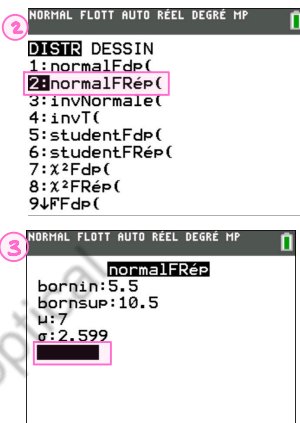 2
NORMAL FLOTT AUTO RÉEL DEGRÉ MP
DISTR DESSIN
1:normalFdp(
2:normalFRép(
3:invNormale(
4:invT(
5:studentFdp(
6:studentFRép(
7:χ²Fdp(
8:χ²FRép(
9↓FFdp(
3
NORMAL FLOTT AUTO RÉEL DEGRÉ MP
normalFRép
borninf:5.5
bornsup:10.5
μ:7
σ:2.599
optical